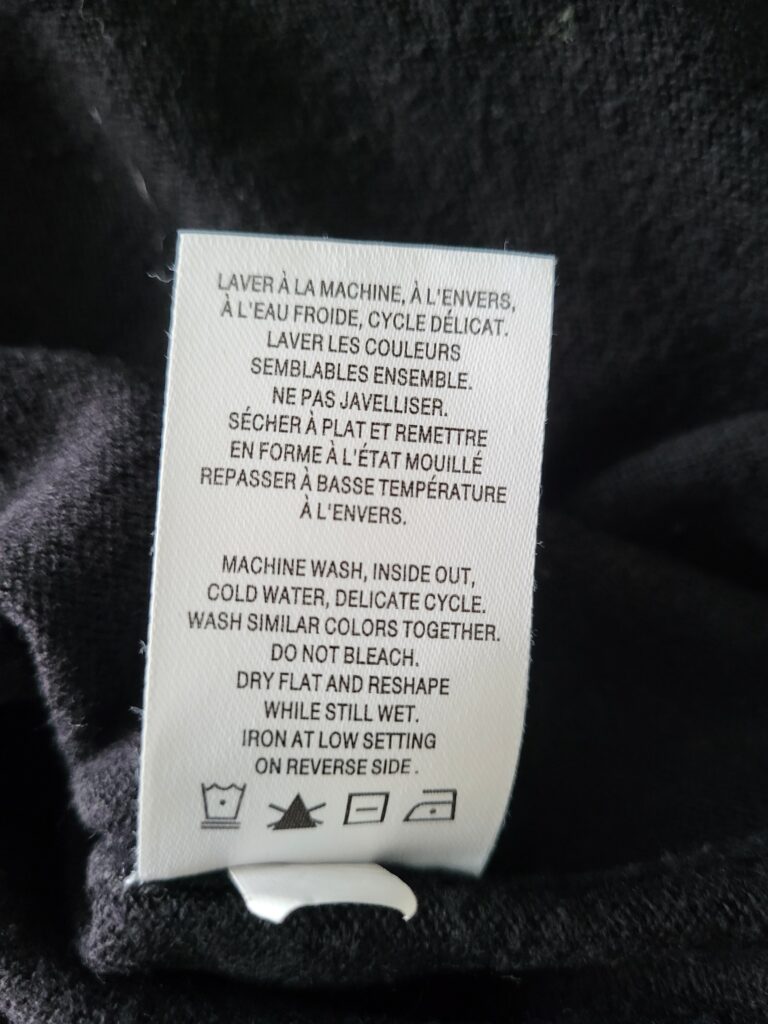 LAVER À LA MACHINE, À L'ENVERS,
À L'EAU FROIDE, CYCLE DÉLICAT.
LAVER LES COULEURS
SEMBLABLES ENSEMBLE.
NE PAS JAVELLISER.
SÉCHER À PLAT ET REMETTRE
EN FORME À L'ÉTAT MOUILLÉ
REPASSER À BASSE TEMPÉRATURE
À L'ENVERS.
MACHINE WASH, INSIDE OUT,
COLD WATER, DELICATE CYCLE.
WASH SIMILAR COLORS TOGETHER.
DO NOT BLEACH.
DRY FLAT AND RESHAPE
WHILE STILL WET.
IRON AT LOW SETTING
ON REVERSE SIDE .